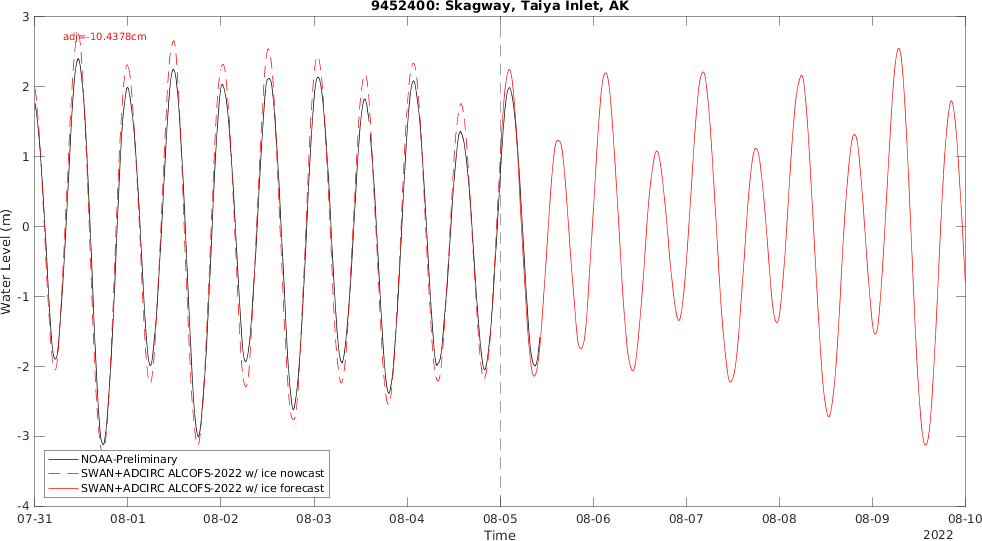 9452400: Skagway, Taiya Inlet, AK
adj=-10.4378cm
Water Level (m)
3
2
1
0
-1
-2
-3
-4
NOAA-Preliminary
SWAN+ADCIRC ALCOFS-2022 w/ ice nowcast
SWAN+ADCIRC ALCOFS-2022 w/ ice forecast
07-31 08-01 08-02 08-03 08-04 08-05 08-06 08-07 08-08 08-09 08-10
Time
2022